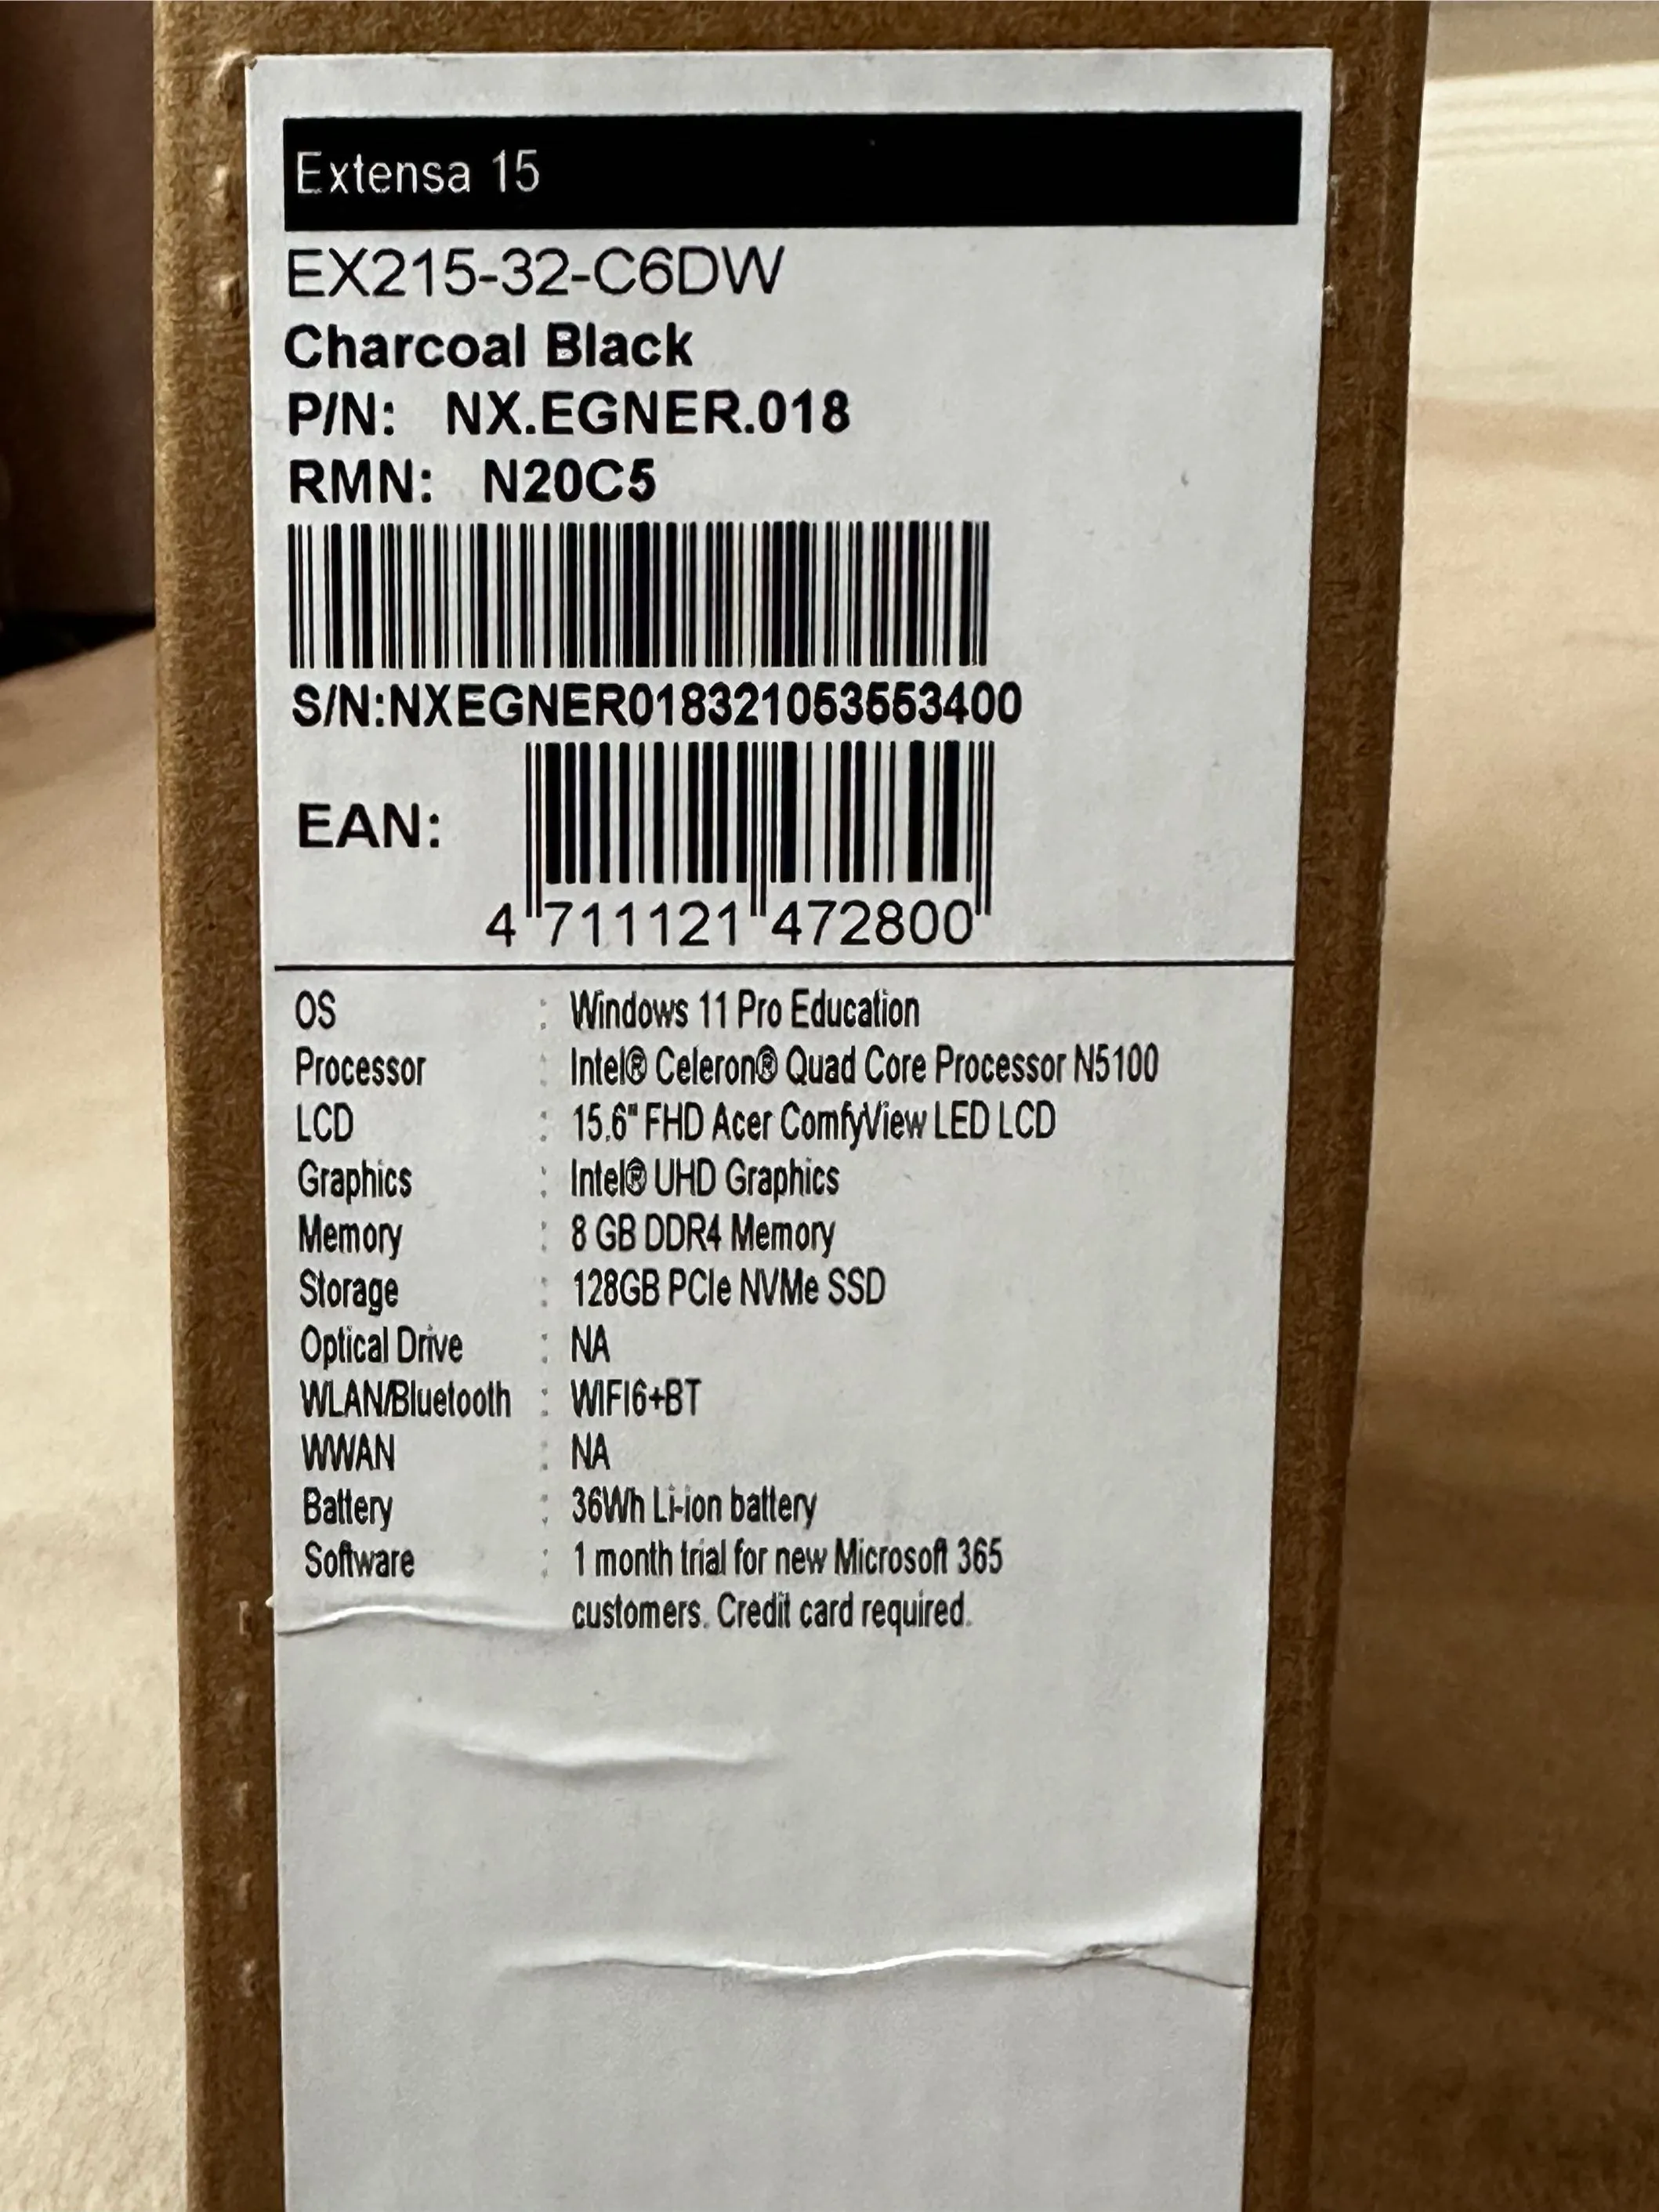 Extensa 15
EX215-32-C6DW
Charcoal Black
P/N: NX.EGNER.018
RMN: N20C5
S/N:NXEGNER018321053553400
EAN:
4 711121 472800
OS : Windows 11 Pro Education
Processor : Intel® Celeron® Quad Core Processor N5100
LCD : 15.6" FHD Acer ComfyView LED LCD
Graphics : Intel® UHD Graphics
Memory : 8 GB DDR4 Memory
Storage : 128GB PCIe NVMe SSD
Optical Drive : NA
WLAN/Bluetooth : WIFI6+BT
WWAN : NA
Battery : 36Wh Li-ion battery
Software : 1 month trial for new Microsoft 365
customers. Credit card required.